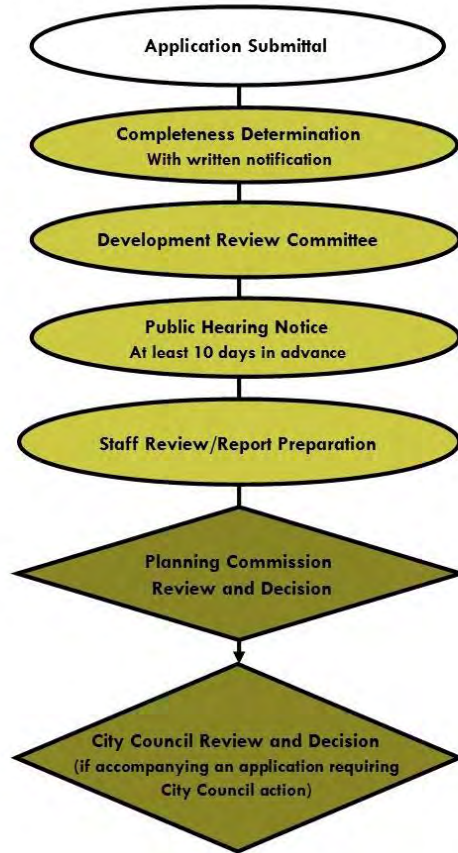 Application Submittal
Completeness Determination
With written notification
Development Review Committee
Public Hearing Notice
At least 10 days in advance
Staff Review/Report Preparation
Planning Commission
Review and Decision
City Council Review and Decision
(if accompanying an application requiring
City Council action)